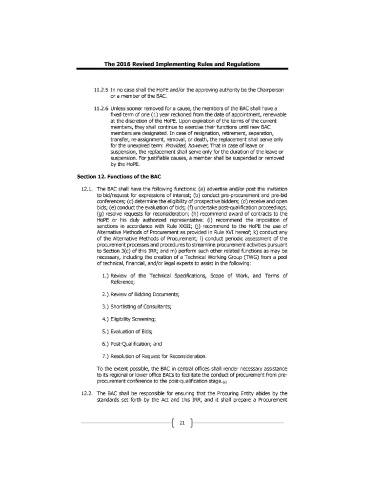 The 2016 Revised Implementing Rules and Regulations
11.2.5 In no case shall the HoPE and/or the approving authority be the Chairperson
or a member of the BAC.
11.2.6 Unless sooner removed for a cause, the members of the BAC shall have a
fixed term of one (1) year reckoned from the date of appointment, renewable
at the discretion of the HoPE. Upon expiration of the terms of the current
members, they shall continue to exercise their functions until new BAC
members are designated. In case of resignation, retirement, separation,
transfer, re-assignment, removal, or death, the replacement shall serve only
for the unexpired term: Provided, however, That in case of leave or
suspension, the replacement shall serve only for the duration of the leave or
suspension. For justifiable causes, a member shall be suspended or removed
by the HoPE.
Section 12. Functions of the BAC
12.1. The BAC shall have the following functions: (a) advertise and/or post the invitation
to bid/request for expressions of interest; (b) conduct pre-procurement and pre-bid
conferences; (c) determine the eligibility of prospective bidders; (d) receive and open
bids; (e) conduct the evaluation of bids; (f) undertake post-qualification proceedings;
(g) resolve requests for reconsideration; (h) recommend award of contracts to the
HoPE or his duly authorized representative: (i) recommend the imposition of
sanctions in accordance with Rule XXIII; (j) recommend to the HoPE the use of
Alternative Methods of Procurement as provided in Rule XVI hereof; k) conduct any
of the Alternative Methods of Procurement; l) conduct periodic assessment of the
procurement processes and procedures to streamline procurement activities pursuant
to Section 3(c) of this IRR; and m) perform such other related functions as may be
necessary, including the creation of a Technical Working Group (TWG) from a pool
of technical, financial, and/or legal experts to assist in the following:
1.) Review of the Technical Specifications, Scope of Work, and Terms of
Reference;
2.) Review of Bidding Documents;
3.) Shortlisting of Consultants;
4.) Eligibility Screening;
5.) Evaluation of Bids;
6.) Post-Qualification; and
7.) Resolution of Request for Reconsideration.
To the extent possible, the BAC in central offices shall render necessary assistance
to its regional or lower office BACs to facilitate the conduct of procurement from pre-
procurement conference to the post-qualification stage.
12.2. The BAC shall be responsible for ensuring that the Procuring Entity abides by the
standards set forth by the Act and this IRR, and it shall prepare a Procurement
21